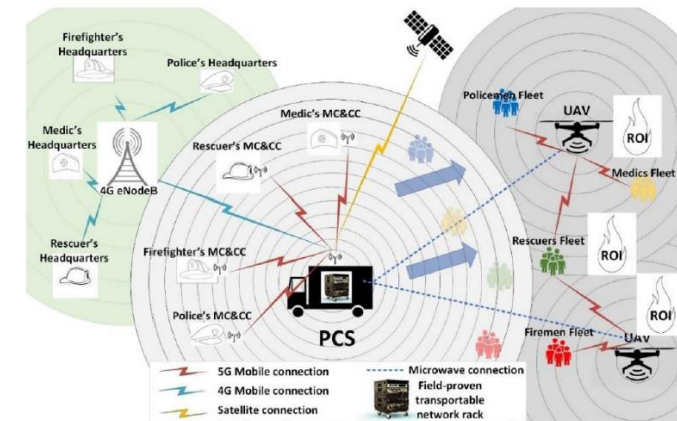 Firefighter's
Headquarters
Police's Headquarters
Medic's
Headquarters
4G eNodeB
Rescuer's
Headquarters
Medic's MC&CC
Rescuer's MC&CC
Firefighter's MC&CC
Police's MC&CC
PCS
Policemen Fleet
UAV
ROI
Medics Fleet
Rescuers Fleet
ROI
ROI
Firemen Fleet
UAV
5G Mobile connection
4G Mobile connection
Satellite connection
Microwave connection
Field-proven
transportable
network rack